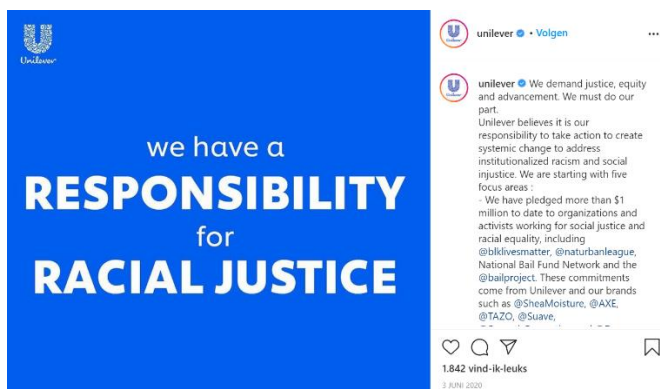 Unilever
we have a
RESPONSIBILITY
for
RACIAL JUSTICE
unilever • Volgen
unilever We demand justice, equity
and advancement. We must do our
part.
Unilever believes it is our
responsibility to take action to create
systemic change to address
institutionalized racism and social
injustice. We are starting with five
focus areas :
- We have pledged more than $1
million to date to organizations and
activists working for social justice and
racial equality, including
@blklivesmatter, @naturbanleague,
National Bail Fund Network and the
@bailproject. These commitments
come from Unilever and our brands
such as @SheaMoisture, @AXE,
@TAZO, @Suave,
1.842 vind-ik-leuks
3 JUNI 2020